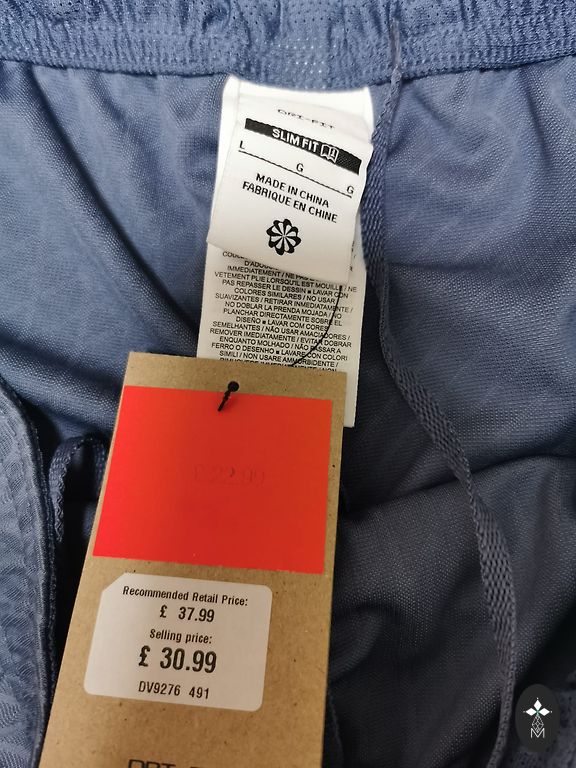 DRI-FIT
SLIM FIT
L
G
G
MADE IN CHINA
FABRIQUE EN CHINE
D'ADOUC
IMMEDIATEMENT / NE PAS
/ NE
VETEMENT PLIE LORSQU'IL EST MOUILLE / NE
PAS REPASSER LE DESSIN ■ LAVAR CON
COLORES SIMILARES / NO USAR
SUAVIZANTES / RETIRAR INMEDIATAMENTE /
NO DOBLAR LA PRENDA MOJADA / NO
PLANCHAR DIRECTAMENTE SOBRE EL
DISEÑO ■ LAVAR COM CORES
SEMELHANTES / NÃO USAR AMACIADORES /
REMOVER IMEDIATAMENTE / EVITAR DOBRAR
ENQUANTO MOLHADO / NÃO PASSAR A
FERRO O DESENHO ■ LAVARE CON COLORI
SIMILI / NON USARE AMMORBIDENTE /
£ 22.99
Recommended Retail Price:
£ 37.99
Selling price:
£ 30.99
DV9276 491
M